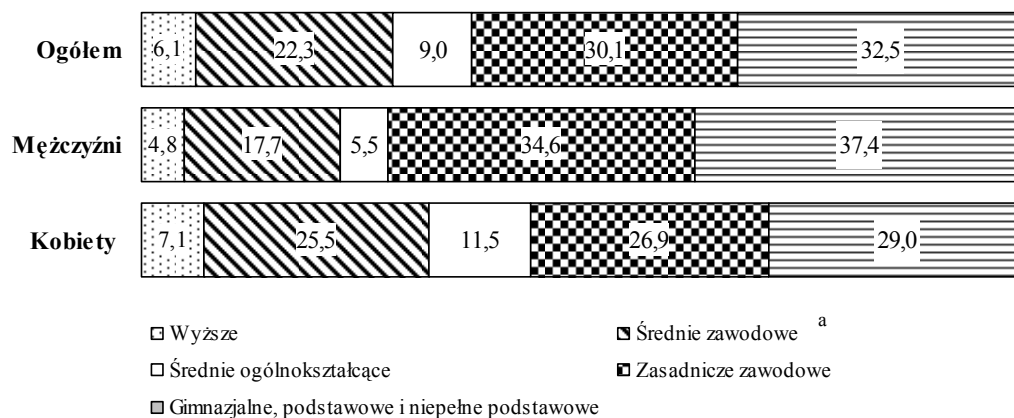 Ogółem 6,1 22,3 9,0 30,1 32,5
Mężczyźni 4,8 17,7 5,5 34,6 37,4
Kobiety 7,1 25,5 11,5 26,9 29,0
Wyższe Średnie zawodowe a
Średnie ogólnokształcące Zasadnicze zawodowe
Gimnazjalne, podstawowe i niepełne podstawowe